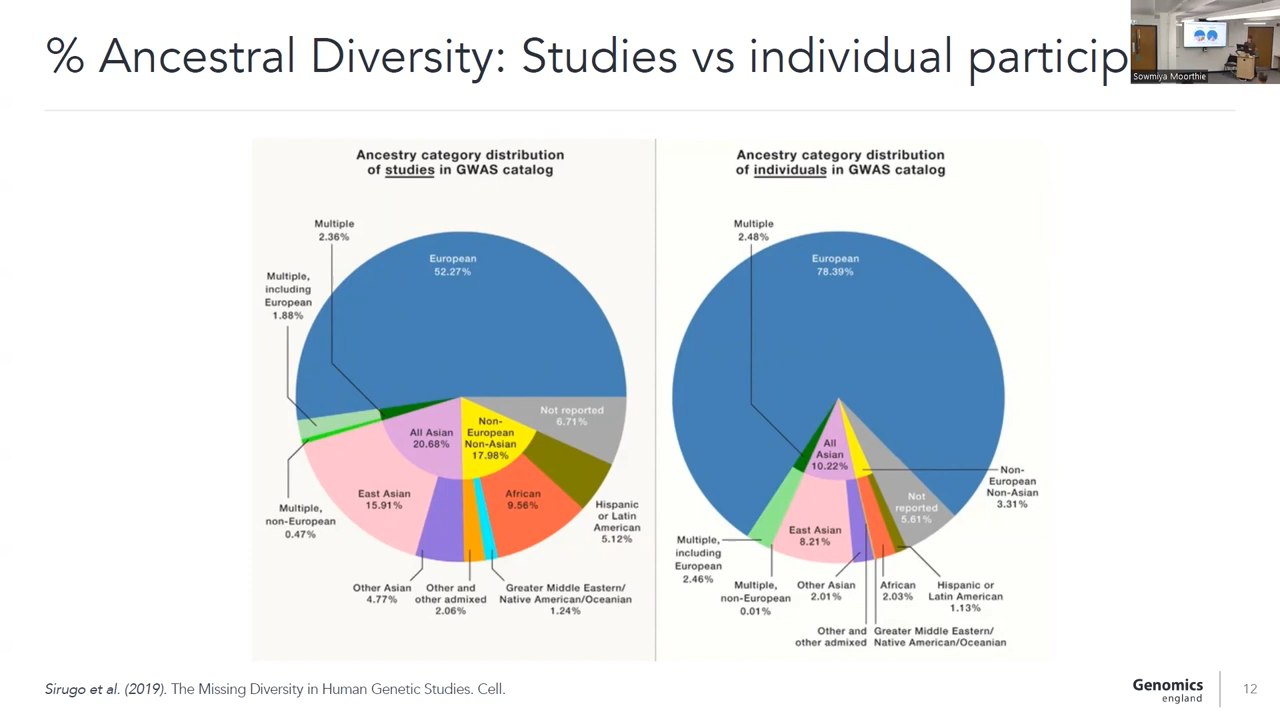 % Ancestral Diversity: Studies vs individual particip
Sowmiya Moorthie
Ancestry category distribution
of studies in GWAS catalog
Multiple
2.36%
Multiple,
including
European
1.88%
European
52.27%
Not reported
6.71%
All Asian
20.68%
Non-
European
Non-Asian
17.98%
East Asian
15.91%
African
9.56%
Multiple,
non-European
0.47%
Hispanic
or Latin
American
5.12%
Other Asian
4.77%
Other and
other admixed
2.06%
Greater Middle Eastern/
Native American/Oceanian
1.24%
Ancestry category distribution
of individuals in GWAS catalog
Multiple
2.48%
European
78.39%
All
Asian
10.22%
Non-
European
Non-Asian
3.31%
Not
reported
5.61%
East Asian
8.21%
Multiple,
including
European
2.46%
Multiple,
non-European
0.01%
Other Asian
2.01%
African
2.03%
Hispanic or
Latin American
1.13%
Other and
other admixed
Greater Middle Eastern/
Native American/Oceanian
Sirugo et al. (2019). The Missing Diversity in Human Genetic Studies. Cell.
Genomics
england
12